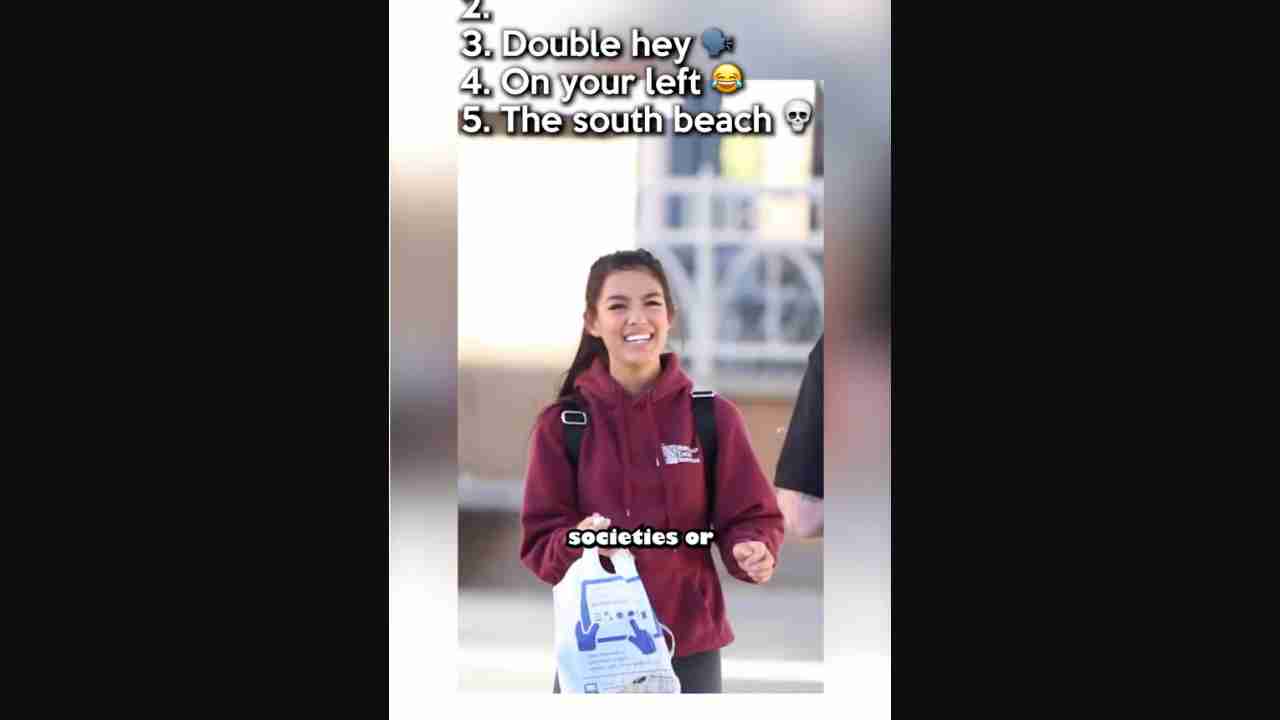 2.
3. Double hey 🗣️
4. On your left 😂
5. The south beach 💀
societies or